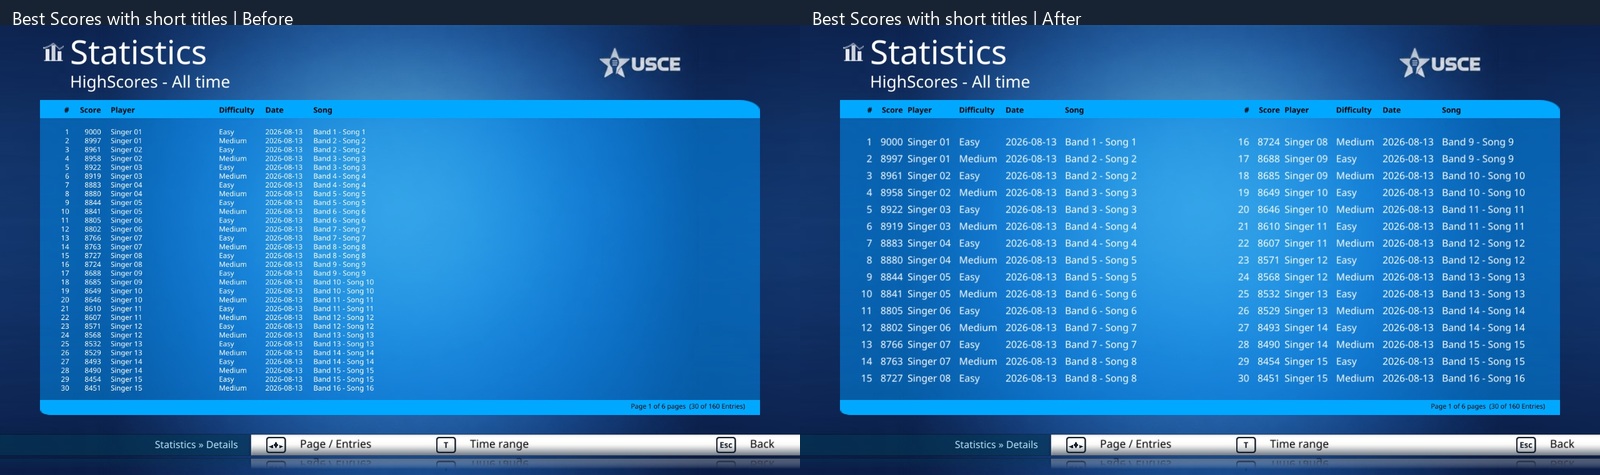 Best Scores with short titles | Before
Statistics
HighScores - All time
USCE
# Score Player Difficulty Date Song
1 9000 Singer 01 Easy 2026-08-13 Band 1 - Song 1
2 8997 Singer 01 Medium 2026-08-13 Band 2 - Song 2
3 8961 Singer 02 Easy 2026-08-13 Band 2 - Song 2
4 8958 Singer 02 Medium 2026-08-13 Band 3 - Song 3
5 8922 Singer 03 Easy 2026-08-13 Band 3 - Song 3
6 8919 Singer 03 Medium 2026-08-13 Band 4 - Song 4
7 8883 Singer 04 Easy 2026-08-13 Band 4 - Song 4
8 8880 Singer 04 Medium 2026-08-13 Band 5 - Song 5
9 8844 Singer 05 Easy 2026-08-13 Band 5 - Song 5
10 8841 Singer 05 Medium 2026-08-13 Band 6 - Song 6
11 8805 Singer 06 Easy 2026-08-13 Band 6 - Song 6
12 8802 Singer 06 Medium 2026-08-13 Band 7 - Song 7
13 8766 Singer 07 Easy 2026-08-13 Band 7 - Song 7
14 8763 Singer 07 Medium 2026-08-13 Band 8 - Song 8
15 8727 Singer 08 Easy 2026-08-13 Band 8 - Song 8
16 8724 Singer 08 Medium 2026-08-13 Band 9 - Song 9
17 8688 Singer 09 Easy 2026-08-13 Band 9 - Song 9
18 8685 Singer 09 Medium 2026-08-13 Band 10 - Song 10
19 8649 Singer 10 Easy 2026-08-13 Band 10 - Song 10
20 8646 Singer 10 Medium 2026-08-13 Band 11 - Song 11
21 8610 Singer 11 Easy 2026-08-13 Band 11 - Song 11
22 8607 Singer 11 Medium 2026-08-13 Band 12 - Song 12
23 8571 Singer 12 Easy 2026-08-13 Band 12 - Song 12
24 8568 Singer 12 Medium 2026-08-13 Band 13 - Song 13
25 8532 Singer 13 Easy 2026-08-13 Band 13 - Song 13
26 8529 Singer 13 Medium 2026-08-13 Band 14 - Song 14
27 8493 Singer 14 Easy 2026-08-13 Band 14 - Song 14
28 8490 Singer 14 Medium 2026-08-13 Band 15 - Song 15
29 8454 Singer 15 Easy 2026-08-13 Band 15 - Song 15
30 8451 Singer 15 Medium 2026-08-13 Band 16 - Song 16
Page 1 of 6 pages (30 of 160 Entries)
Statistics » Details Page / Entries T Time range Esc Back
Best Scores with short titles | After
Statistics
HighScores - All time
USCE
# Score Player Difficulty Date Song # Score Player Difficulty Date Song
1 9000 Singer 01 Easy 2026-08-13 Band 1 - Song 1 16 8724 Singer 08 Medium 2026-08-13 Band 9 - Song 9
2 8997 Singer 01 Medium 2026-08-13 Band 2 - Song 2 17 8688 Singer 09 Easy 2026-08-13 Band 9 - Song 9
3 8961 Singer 02 Easy 2026-08-13 Band 2 - Song 2 18 8685 Singer 09 Medium 2026-08-13 Band 10 - Song 10
4 8958 Singer 02 Medium 2026-08-13 Band 3 - Song 3 19 8649 Singer 10 Easy 2026-08-13 Band 10 - Song 10
5 8922 Singer 03 Easy 2026-08-13 Band 3 - Song 3 20 8646 Singer 10 Medium 2026-08-13 Band 11 - Song 11
6 8919 Singer 03 Medium 2026-08-13 Band 4 - Song 4 21 8610 Singer 11 Easy 2026-08-13 Band 11 - Song 11
7 8883 Singer 04 Easy 2026-08-13 Band 4 - Song 4 22 8607 Singer 11 Medium 2026-08-13 Band 12 - Song 12
8 8880 Singer 04 Medium 2026-08-13 Band 5 - Song 5 23 8571 Singer 12 Easy 2026-08-13 Band 12 - Song 12
9 8844 Singer 05 Easy 2026-08-13 Band 5 - Song 5 24 8568 Singer 12 Medium 2026-08-13 Band 13 - Song 13
10 8841 Singer 05 Medium 2026-08-13 Band 6 - Song 6 25 8532 Singer 13 Easy 2026-08-13 Band 13 - Song 13
11 8805 Singer 06 Easy 2026-08-13 Band 6 - Song 6 26 8529 Singer 13 Medium 2026-08-13 Band 14 - Song 14
12 8802 Singer 06 Medium 2026-08-13 Band 7 - Song 7 27 8493 Singer 14 Easy 2026-08-13 Band 14 - Song 14
13 8766 Singer 07 Easy 2026-08-13 Band 7 - Song 7 28 8490 Singer 14 Medium 2026-08-13 Band 15 - Song 15
14 8763 Singer 07 Medium 2026-08-13 Band 8 - Song 8 29 8454 Singer 15 Easy 2026-08-13 Band 15 - Song 15
15 8727 Singer 08 Easy 2026-08-13 Band 8 - Song 8 30 8451 Singer 15 Medium 2026-08-13 Band 16 - Song 16
Page 1 of 6 pages (30 of 160 Entries)
Statistics » Details Page / Entries T Time range Esc Back